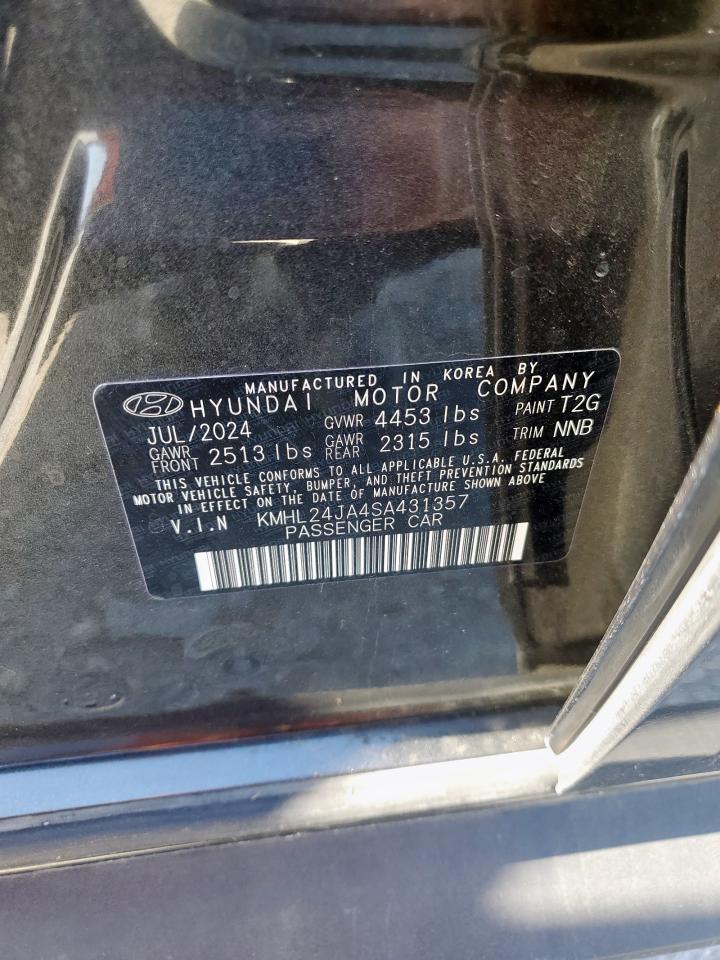 MANUFACTURED IN KOREA BY
HYUNDAI MOTOR COMPANY
JUL/2024 GVWR 4453 lbs PAINT T2G
GAWR FRONT 2513 lbs GAWR REAR 2315 lbs TRIM NNB
THIS VEHICLE CONFORMS TO ALL APPLICABLE U.S.A. FEDERAL
MOTOR VEHICLE SAFETY, BUMPER, AND THEFT PREVENTION STANDARDS
IN EFFECT ON THE DATE OF MANUFACTURE SHOWN ABOVE
V.I.N KMHL24JA4SA431357
PASSENGER CAR